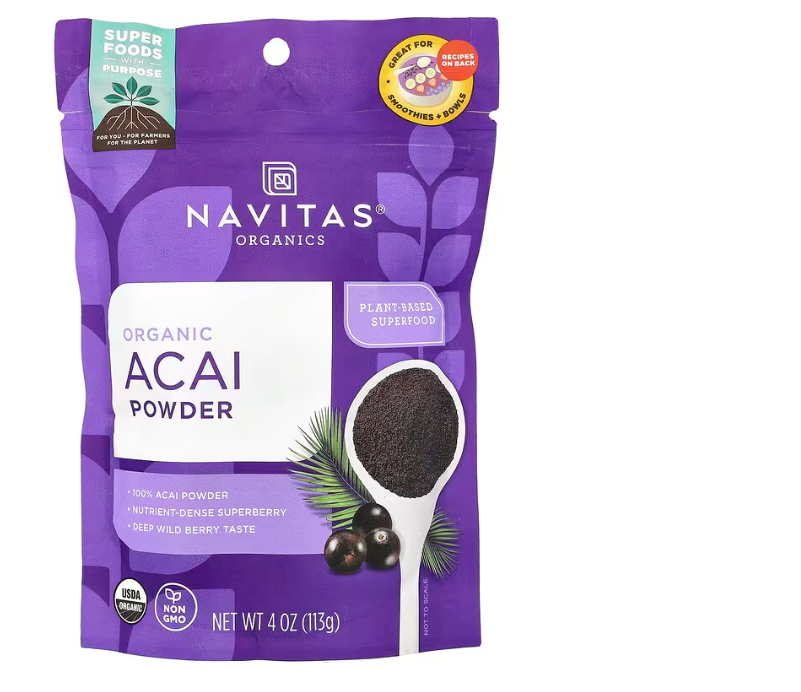 SUPER
FOODS
WITH
PURPOSE
FOR YOU • FOR FARMERS
FOR THE PLANET
GREAT FOR
SMOOTHIES + BOWLS
RECIPES
ON BACK
NAVITAS®
ORGANICS
PLANT-BASED
SUPERFOOD
ORGANIC
ACAI
POWDER
• 100% ACAI POWDER
• NUTRIENT-DENSE SUPERBERRY
• DEEP WILD BERRY TASTE
USDA
ORGANIC
NON
GMO
NET WT 4 OZ (113g)
NOT TO SCALE